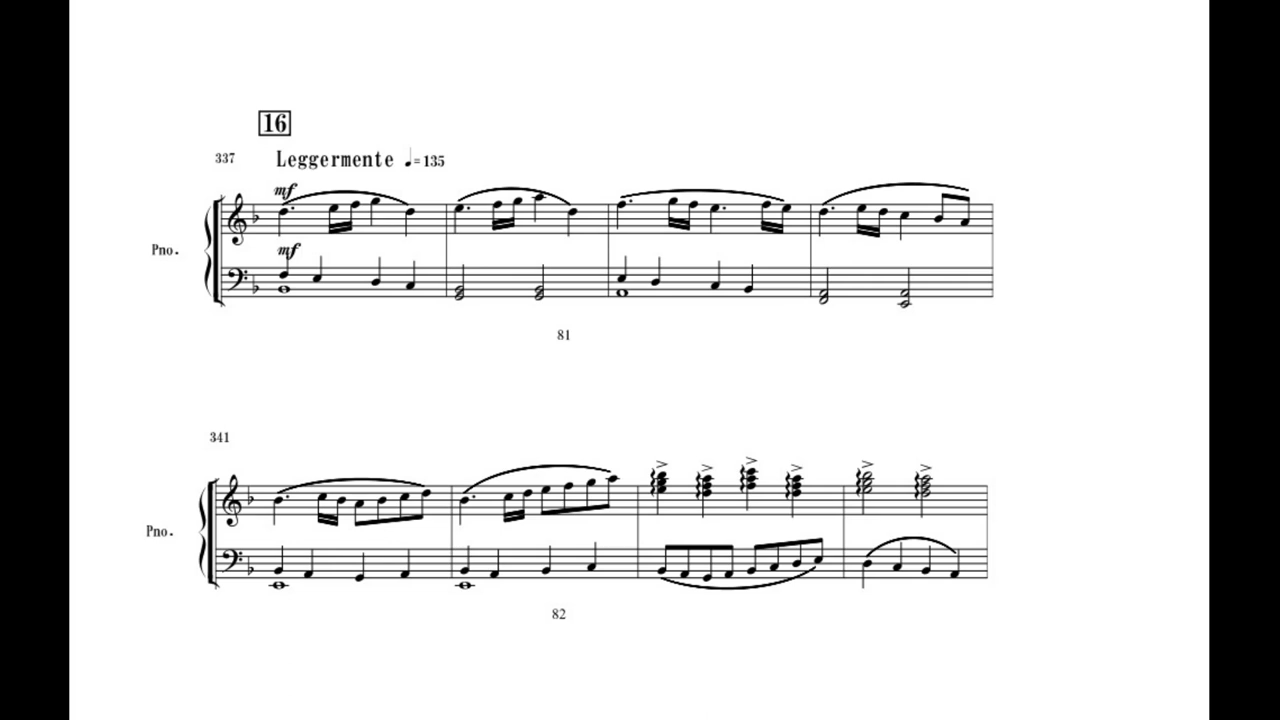 16
337 Leggermente ♩=135
mf
Pno.
mf
81
341
Pno.
82